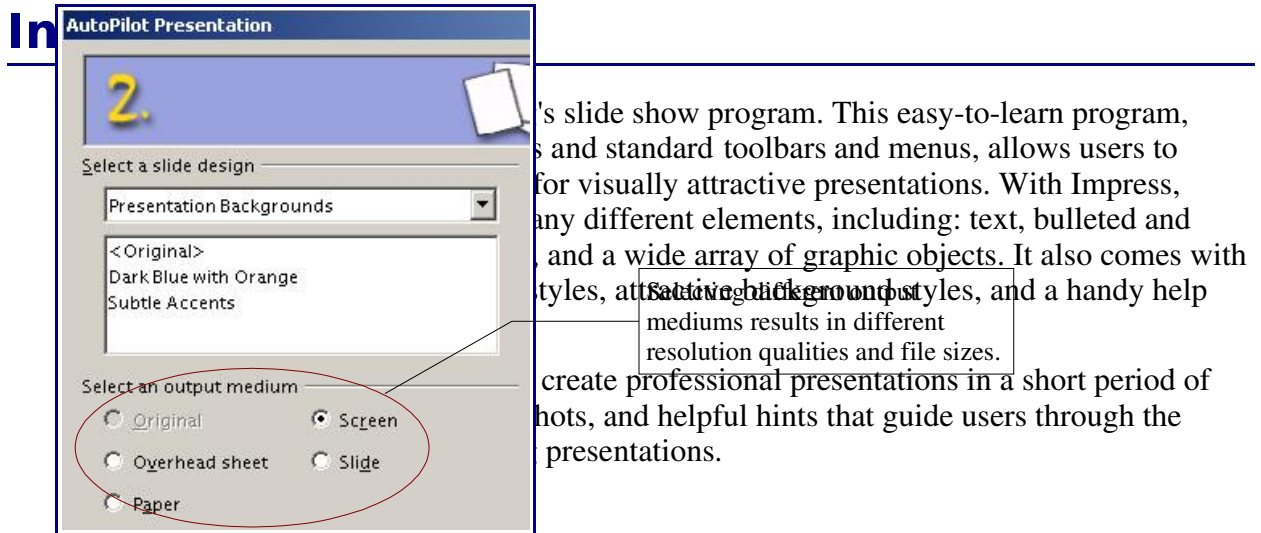 In
AutoPilot Presentation
2.
Select a slide design
Presentation Backgrounds
<Original>
Dark Blue with Orange
Subtle Accents
Select an output medium
Original
Screen
Overhead sheet
Slide
Paper
's slide show program. This easy-to-learn program,
s and standard toolbars and menus, allows users to
for visually attractive presentations. With Impress,
any different elements, including: text, bulleted and
, and a wide array of graphic objects. It also comes with
tyles, attractive background styles, and a handy help
Selecting different output
mediums results in different
resolution qualities and file sizes.
create professional presentations in a short period of
hots, and helpful hints that guide users through the
presentations.